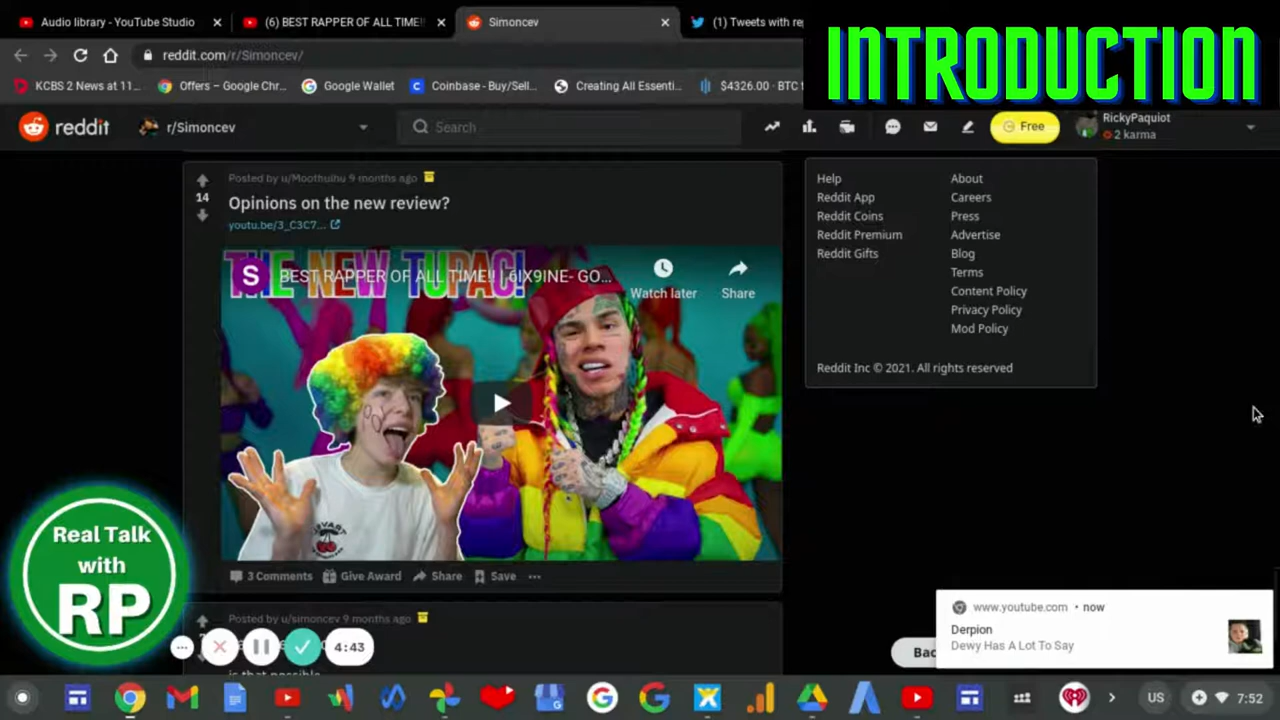 Audio library - YouTube Studio
(6) BEST RAPPER OF ALL TIME!!
Simoncev
(1) Tweets with rep
INTRODUCTION
reddit.com/r/Simoncev/
KCBS 2 News at 11...
Offers – Google Chr...
Google Wallet
Coinbase - Buy/Sell...
Creating All Essenti...
$4326.00 · BTC
reddit
r/Simoncev
Search
Free
RickyPaquiot
2 karma
Posted by u/Moothuihu 9 months ago
14
Opinions on the new review?
youtu.be/3_C3C7...
THE NEW TUPAC!
S
BEST RAPPER OF ALL TIME!! | 6IX9INE- GO...
Watch later
Share
3 Comments
Give Award
Share
Save
Posted by u/simoncev 9 months ago
is that possible
Help
Reddit App
Reddit Coins
Reddit Premium
Reddit Gifts
About
Careers
Press
Advertise
Blog
Terms
Content Policy
Privacy Policy
Mod Policy
Reddit Inc © 2021. All rights reserved
Real Talk
with
RP
4:43
www.youtube.com • now
Derpion
Dewy Has A Lot To Say
Bac
US
7:52